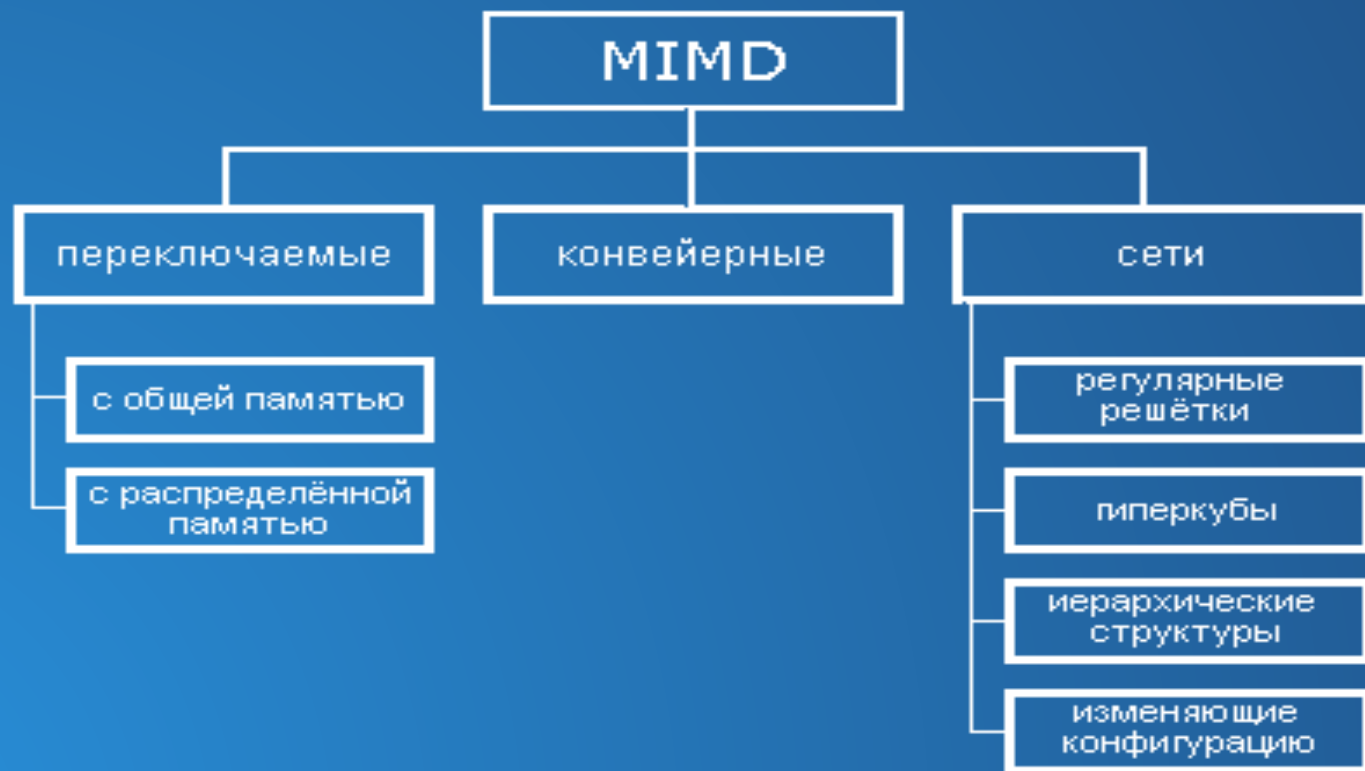 MIMD
переключаемые
конвейерные
сети
с общей памятью
с распределённой
памятью
регулярные
решётки
гиперкубы
иерархические
структуры
изменяющие
конфигурацию